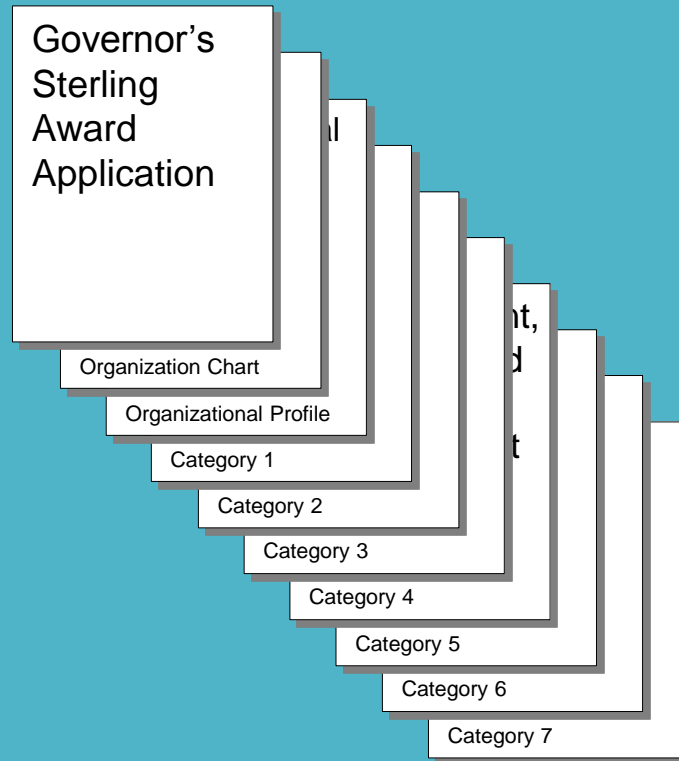 Governor’s
Sterling
Award
Application
Organization Chart
Organizational Profile
Category 1
Category 2
Category 3
Category 4
Category 5
Category 6
Category 7